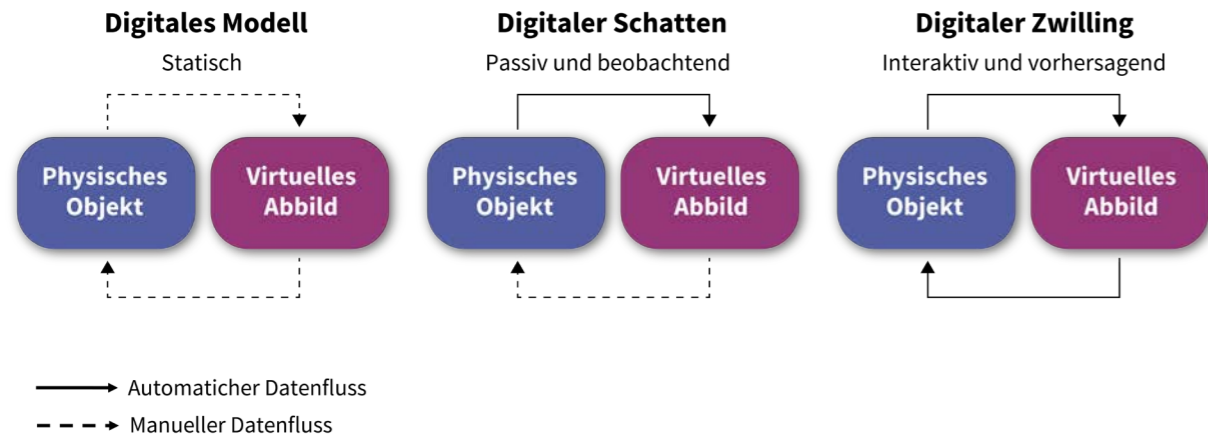 Digitales Modell
Statisch
Physisches
Objekt
Virtuelles
Abbild
Digitaler Schatten
Passiv und beobachtend
Physisches
Objekt
Virtuelles
Abbild
Digitaler Zwilling
Interaktiv und vorhersagend
Physisches
Objekt
Virtuelles
Abbild
Automaticher Datenfluss
Manueller Datenfluss